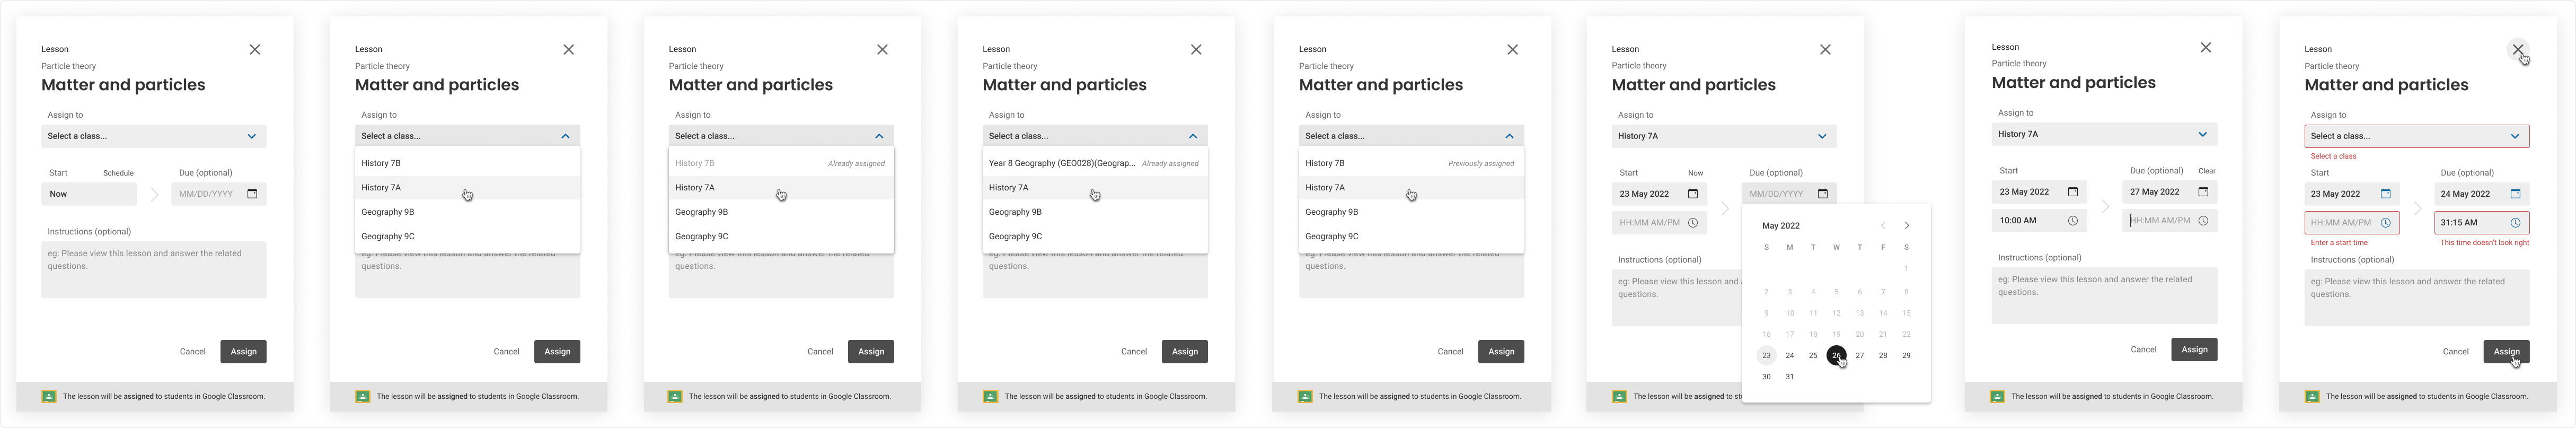 Lesson
Particle theory
Matter and particles
Assign to
Select a class...
Start Schedule Due (optional)
Now MM/DD/YYYY
Instructions (optional)
eg: Please view this lesson and answer the related
questions.
Cancel Assign
The lesson will be assigned to students in Google Classroom.
Lesson
Particle theory
Matter and particles
Assign to
Select a class...
History 7B
History 7A
Geography 9B
Geography 9C
eg: Please view this lesson and answer the related
questions.
Cancel Assign
The lesson will be assigned to students in Google Classroom.
Lesson
Particle theory
Matter and particles
Assign to
Select a class...
History 7B Already assigned
History 7A
Geography 9B
Geography 9C
eg: Please view this lesson and answer the related
questions.
Cancel Assign
The lesson will be assigned to students in Google Classroom.
Lesson
Particle theory
Matter and particles
Assign to
Select a class...
Year 8 Geography (GEO028)(Geograp... Already assigned
History 7A
Geography 9B
Geography 9C
eg: Please view this lesson and answer the related
questions.
Cancel Assign
The lesson will be assigned to students in Google Classroom.
Lesson
Particle theory
Matter and particles
Assign to
Select a class...
History 7B Previously assigned
History 7A
Geography 9B
Geography 9C
eg: Please view this lesson and answer the related
questions.
Cancel Assign
The lesson will be assigned to students in Google Classroom.
Lesson
Particle theory
Matter and particles
Assign to
History 7A
Start Now Due (optional)
23 May 2022 MM/DD/YYYY
HH:MM AM/PM
Instructions (optional)
eg: Please view this lesson and a
questions.
The lesson will be assigned to st
May 2022
S M T W T F S
1
2 3 4 5 6 7 8
9 10 11 12 13 14 15
16 17 18 19 20 21 22
23 24 25 26 27 28 29
30 31
Lesson
Particle theory
Matter and particles
Assign to
History 7A
Start Due (optional) Clear
23 May 2022 27 May 2022
10:00 AM HH:MM AM/PM
Instructions (optional)
eg: Please view this lesson and answer the related
questions.
Cancel Assign
The lesson will be assigned to students in Google Classroom.
Lesson
Particle theory
Matter and particles
Assign to
Select a class...
Select a class
Start Due (optional)
23 May 2022 24 May 2022
HH:MM AM/PM 31:15 AM
Enter a start time This time doesn't look right
Instructions (optional)
eg: Please view this lesson and answer the related
questions.
Cancel Assign
The lesson will be assigned to students in Google Classroom.